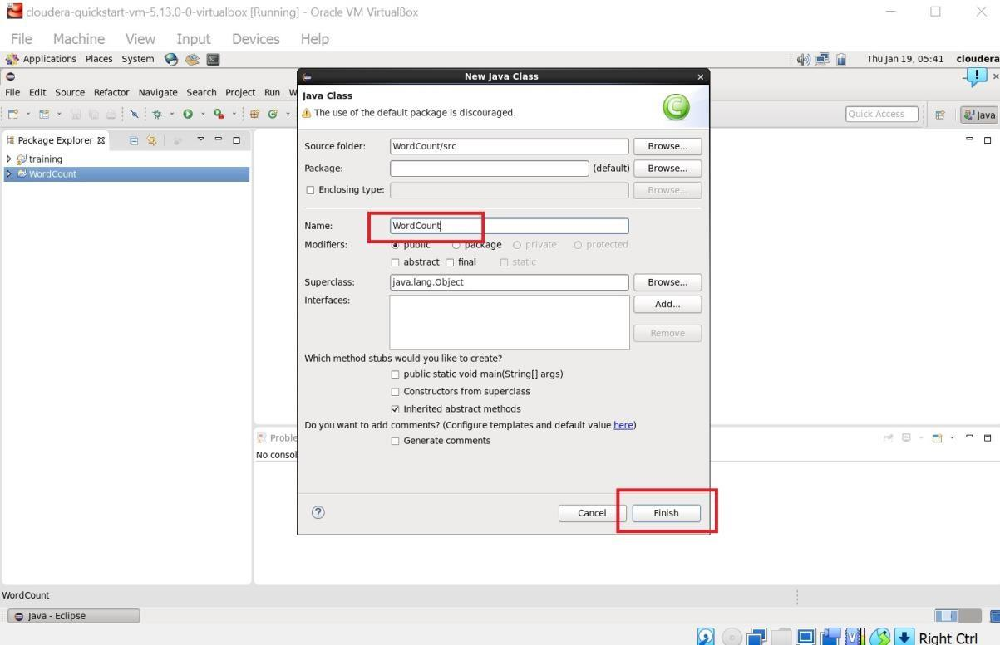 cloudera-quickstart-vm-5.13.0-0-virtualbox [Running] - Oracle VM VirtualBox
File Machine View Input Devices Help
Applications Places System Thu Jan 19, 05:41 cloudera
New Java Class
File Edit Source Refactor Navigate Search Project Run W
Java Class
The use of the default package is discouraged.
Quick Access Java
Package Explorer
training
WordCount
Source folder: WordCount/src Browse...
Package: (default) Browse...
Enclosing type: Browse...
Name: WordCount
Modifiers: public package private protected
abstract final static
Superclass: java.lang.Object Browse...
Interfaces: Add...
Remove
Which method stubs would you like to create?
public static void main(String[] args)
Constructors from superclass
Inherited abstract methods
Do you want to add comments? (Configure templates and default value here)
Generate comments
Proble
No consol
Cancel Finish
WordCount
Java - Eclipse
Right Ctrl